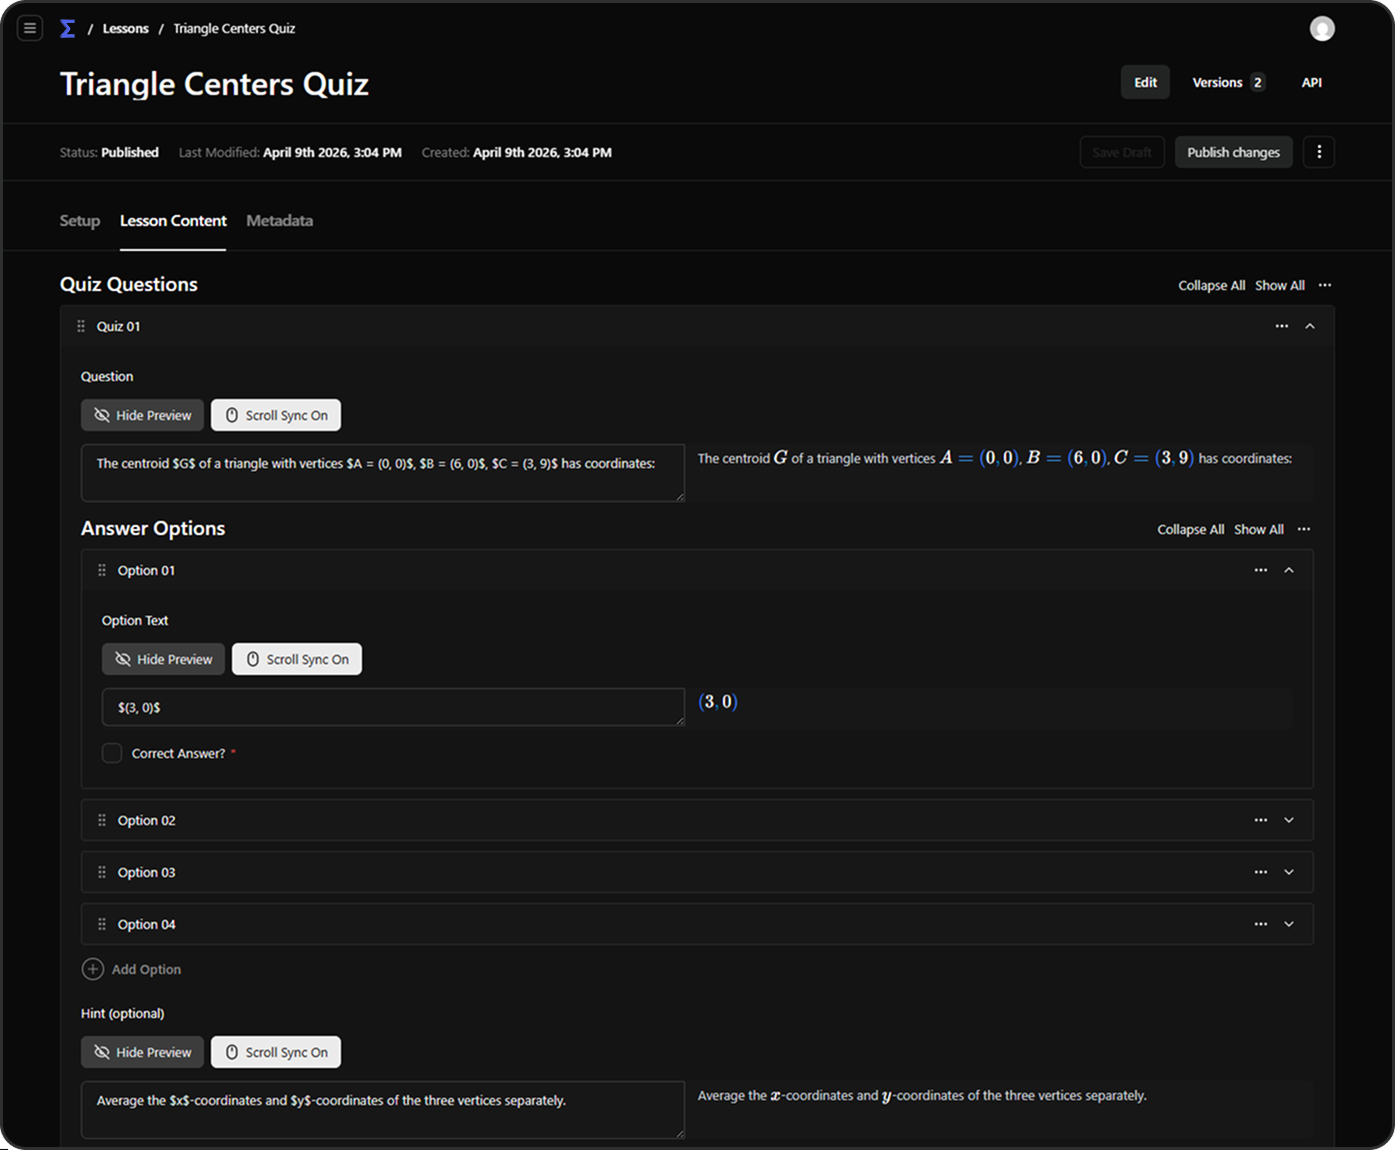 Σ / Lessons / Triangle Centers Quiz
Triangle Centers Quiz
Edit Versions 2 API
Status: Published Last Modified: April 9th 2026, 3:04 PM Created: April 9th 2026, 3:04 PM
Save Draft Publish changes
Setup Lesson Content Metadata
Quiz Questions
Collapse All Show All
Quiz 01
Question
Hide Preview Scroll Sync On
The centroid $G$ of a triangle with vertices $A = (0, 0)$, $B = (6, 0)$, $C = (3, 9)$ has coordinates:
The centroid G of a triangle with vertices A = (0, 0), B = (6, 0), C = (3, 9) has coordinates:
Answer Options
Collapse All Show All
Option 01
Option Text
Hide Preview Scroll Sync On
$(3, 0)$
(3, 0)
Correct Answer? *
Option 02
Option 03
Option 04
Add Option
Hint (optional)
Hide Preview Scroll Sync On
Average the $x$-coordinates and $y$-coordinates of the three vertices separately.
Average the x-coordinates and y-coordinates of the three vertices separately.